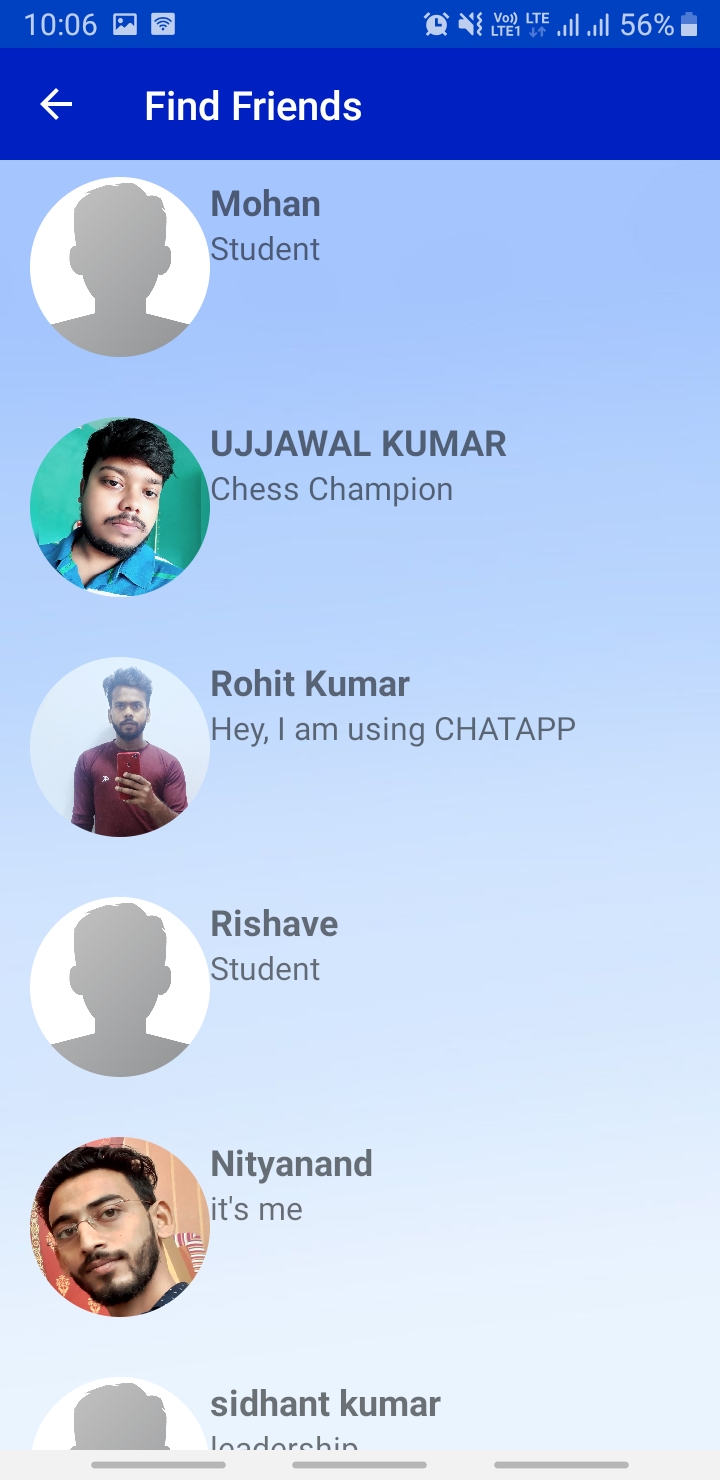 10:06 Vo)) LTE1 LTE 56%
Find Friends
Mohan
Student
UJJAWAL KUMAR
Chess Champion
Rohit Kumar
Hey, I am using CHATAPP
Rishave
Student
Nityanand
it's me
sidhant kumar
leadership